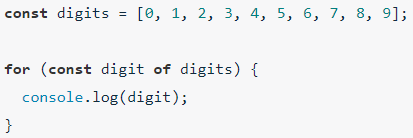 const digits = [0, 1, 2, 3, 4, 5, 6, 7, 8, 9];
for (const digit of digits) {
  console.log(digit);
}